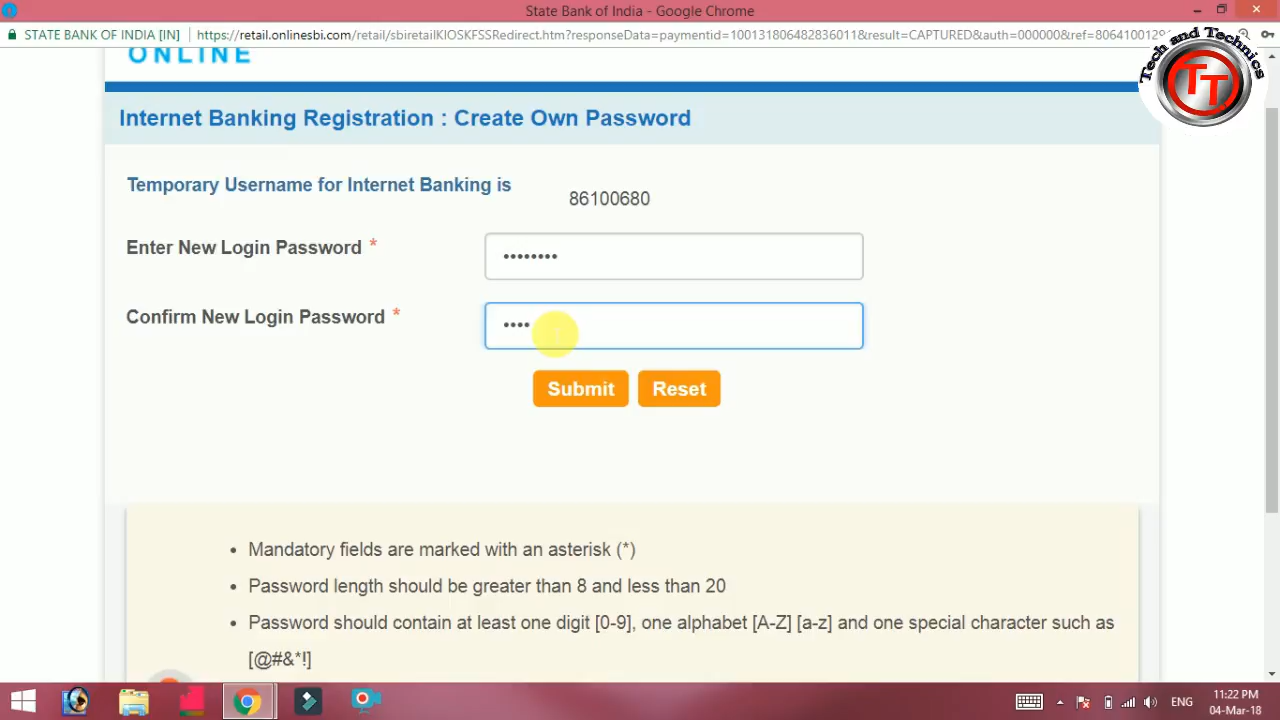 State Bank of India - Google Chrome
STATE BANK OF INDIA [IN] | https://retail.onlinesbi.com/retail/sbiretailKIOSKFSSRedirect.htm?responseData=paymentid=100131806482836011&result=CAPTURED&auth=000000&ref=8064100129
Tech and Technics
TT
ONLINE
Internet Banking Registration : Create Own Password
Temporary Username for Internet Banking is
86100680
Enter New Login Password *
••••••••
Confirm New Login Password *
••••
Submit Reset
• Mandatory fields are marked with an asterisk (*)
• Password length should be greater than 8 and less than 20
• Password should contain at least one digit [0-9], one alphabet [A-Z] [a-z] and one special character such as
[@#&*!]
ENG
11:22 PM
04-Mar-18